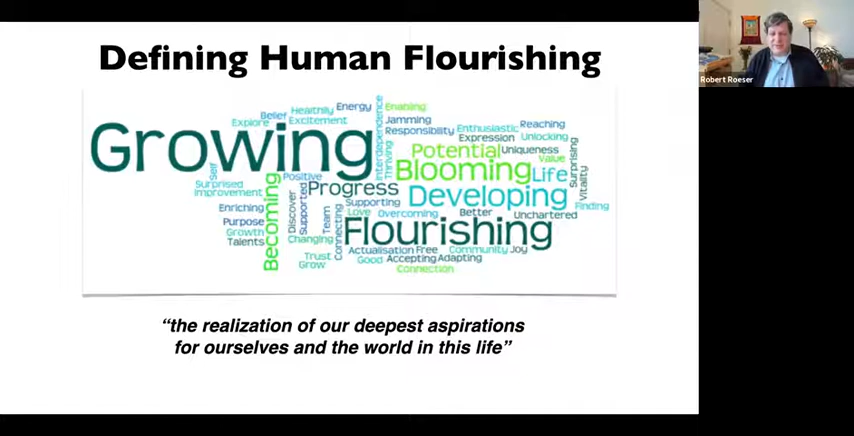 Defining Human Flourishing
Robert Roeser
Growing
Belief
Healthily
Energy
Enabling
Explore
Excitement
Interdependence
Jamming
Responsibility
Thriving
Enthusiastic
Reaching
Expression
Unlocking
Potential
Uniqueness
Value
Surprising
Blooming
Life
Vitality
Self
Positive
Surprised
Improvement
Becoming
Progress
Developing
Discover
Supported
Supporting
Enriching
Team
Connecting
Love
Overcoming
Better
Unchartered
Finding
Purpose
Growth
Talents
Flourishing
Changing
Actualisation
Free
Community
Joy
Trust
Grow
Good
Accepting
Adapting
Connection
“the realization of our deepest aspirations
for ourselves and the world in this life”